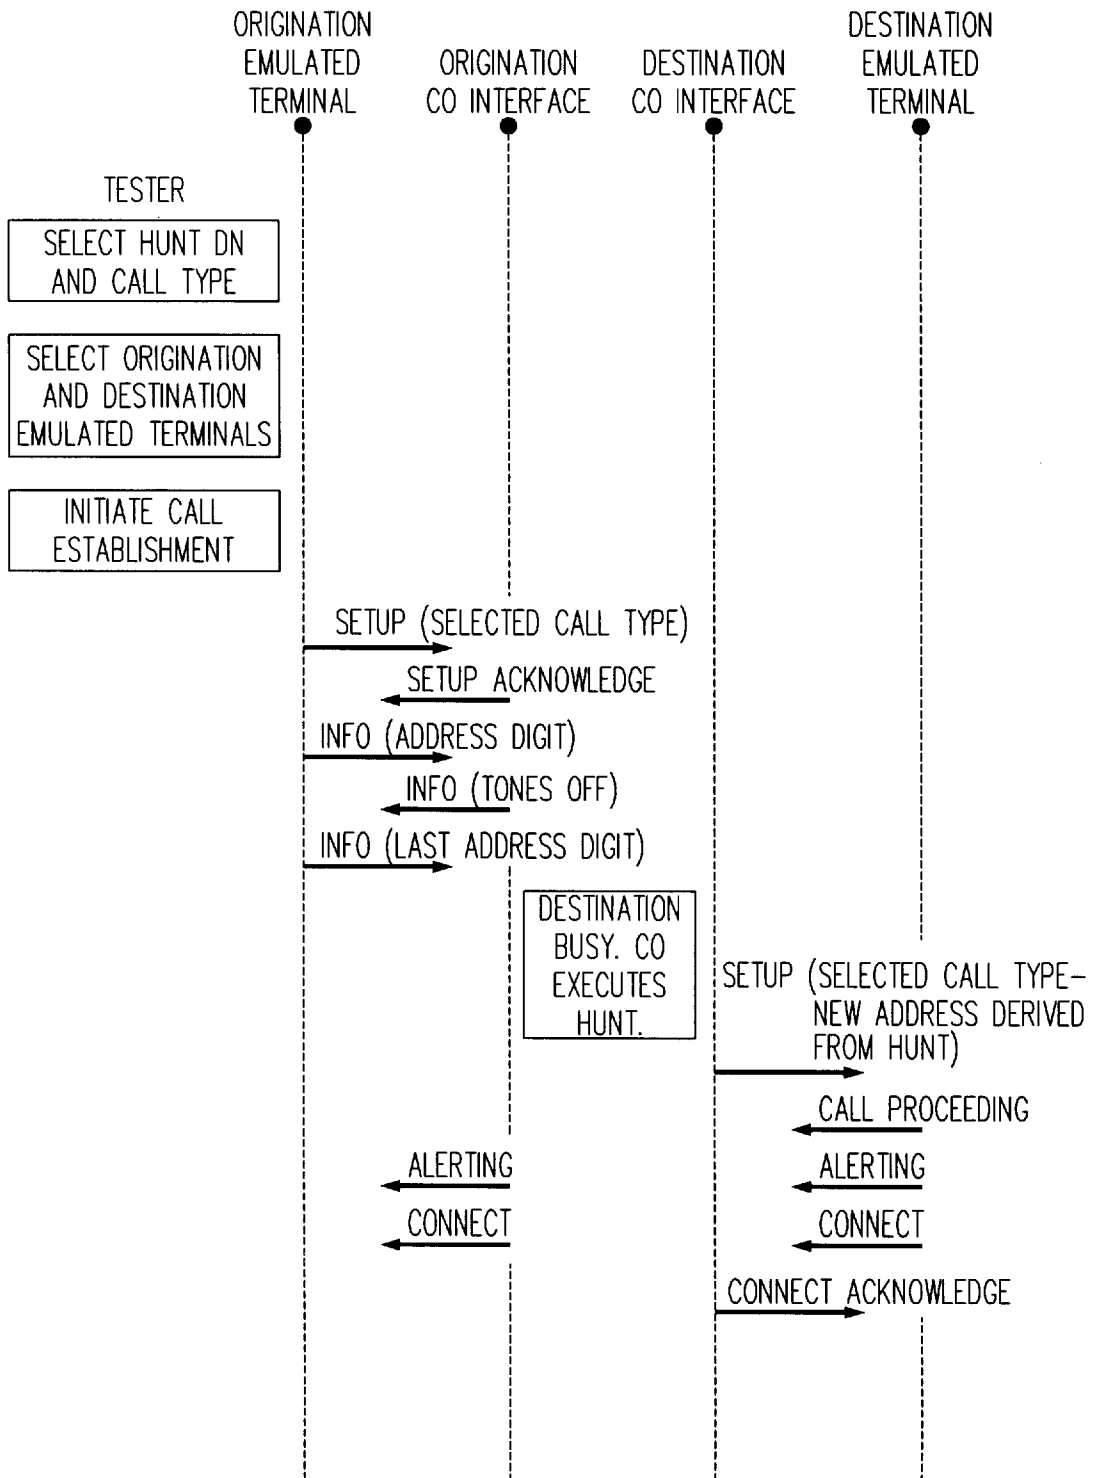 ORIGINATION
EMULATED
TERMINAL
ORIGINATION
CO INTERFACE
DESTINATION
CO INTERFACE
DESTINATION
EMULATED
TERMINAL
TESTER
SELECT HUNT DN
AND CALL TYPE
SELECT ORIGINATION
AND DESTINATION
EMULATED TERMINALS
INITIATE CALL
ESTABLISHMENT
SETUP (SELECTED CALL TYPE)
SETUP ACKNOWLEDGE
INFO (ADDRESS DIGIT)
INFO (TONES OFF)
INFO (LAST ADDRESS DIGIT)
DESTINATION
BUSY. CO
EXECUTES
HUNT.
SETUP (SELECTED CALL TYPE-
NEW ADDRESS DERIVED
FROM HUNT)
CALL PROCEEDING
ALERTING
ALERTING
CONNECT
CONNECT
CONNECT ACKNOWLEDGE